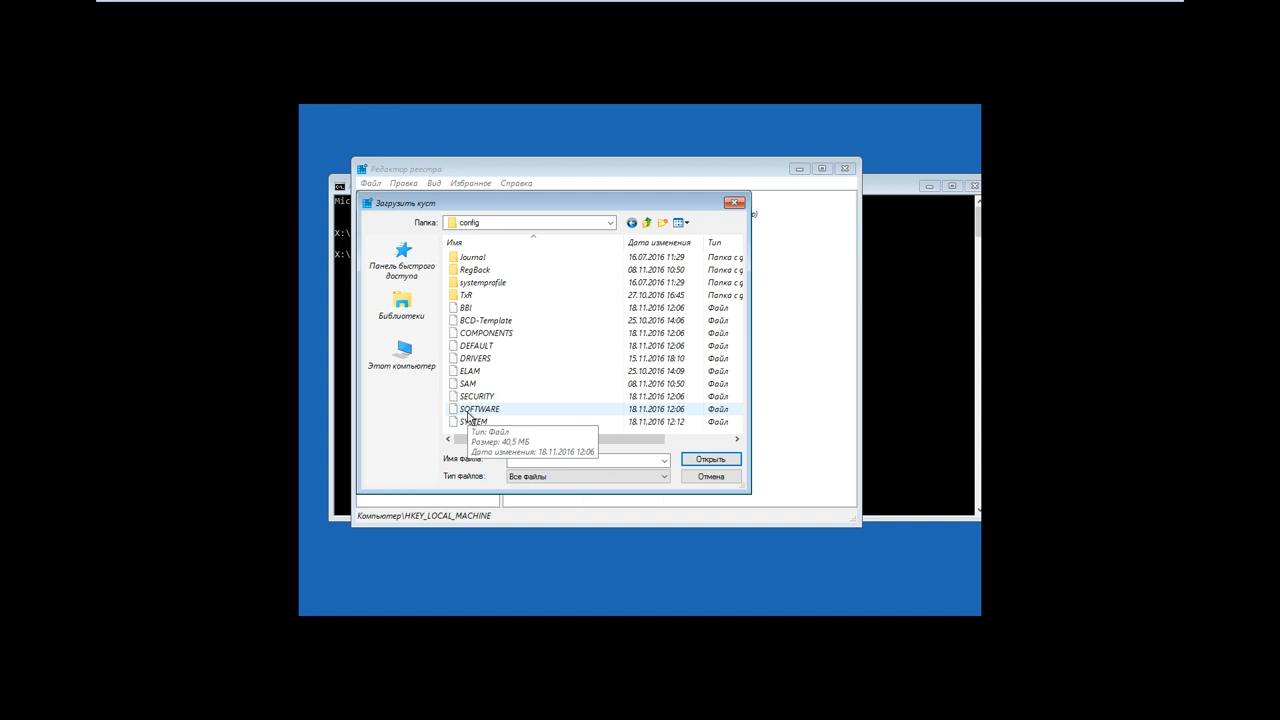 Редактор реестра
Файл Правка Вид Избранное Справка
Mic
X:\
X:\
Загрузить куст
Папка: config
Имя Дата изменения Тип
Панель быстрого доступа
Библиотеки
Этот компьютер
Journal 16.07.2016 11:29 Папка с
RegBack 08.11.2016 10:50 Папка с
systemprofile 16.07.2016 11:29 Папка с
TxR 27.10.2016 16:45 Папка с
BBI 18.11.2016 12:06 Файл
BCD-Template 25.10.2016 14:06 Файл
COMPONENTS 18.11.2016 12:06 Файл
DEFAULT 18.11.2016 12:06 Файл
DRIVERS 15.11.2016 18:10 Файл
ELAM 25.10.2016 14:09 Файл
SAM 08.11.2016 10:50 Файл
SECURITY 18.11.2016 12:06 Файл
SOFTWARE 18.11.2016 12:06 Файл
SYSTEM 18.11.2016 12:12 Файл
Тип: Файл
Размер: 40,5 МБ
Дата изменения: 18.11.2016 12:06
Имя файла: Открыть
Тип файлов: Все файлы Отмена
Компьютер\HKEY_LOCAL_MACHINE